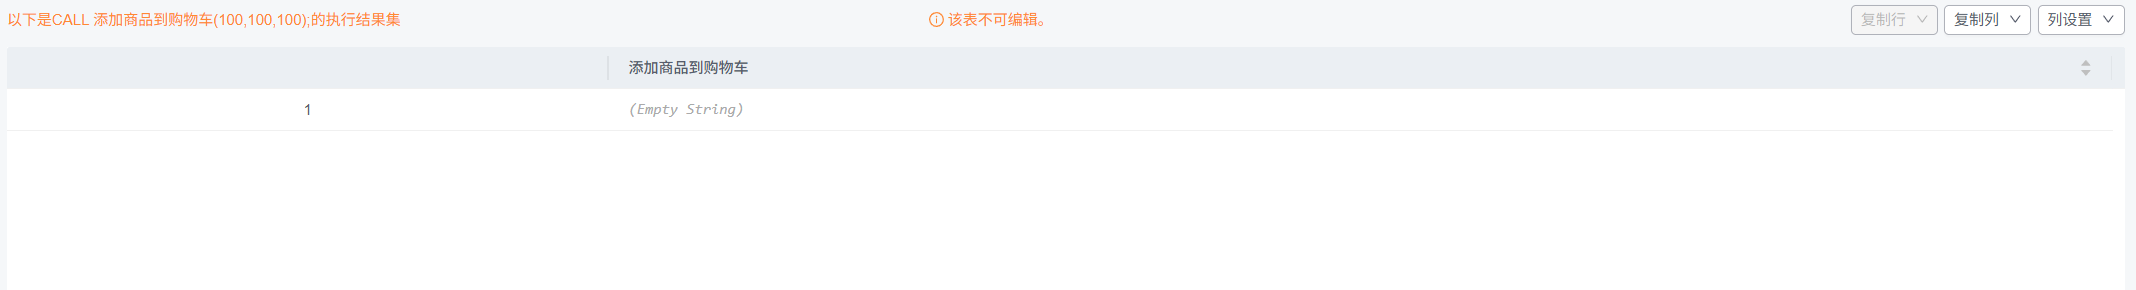 以下是CALL 添加商品到购物车(100,100,100);的执行结果集
该表不可编辑。
复制行
复制列
列设置
添加商品到购物车
1
(Empty String)